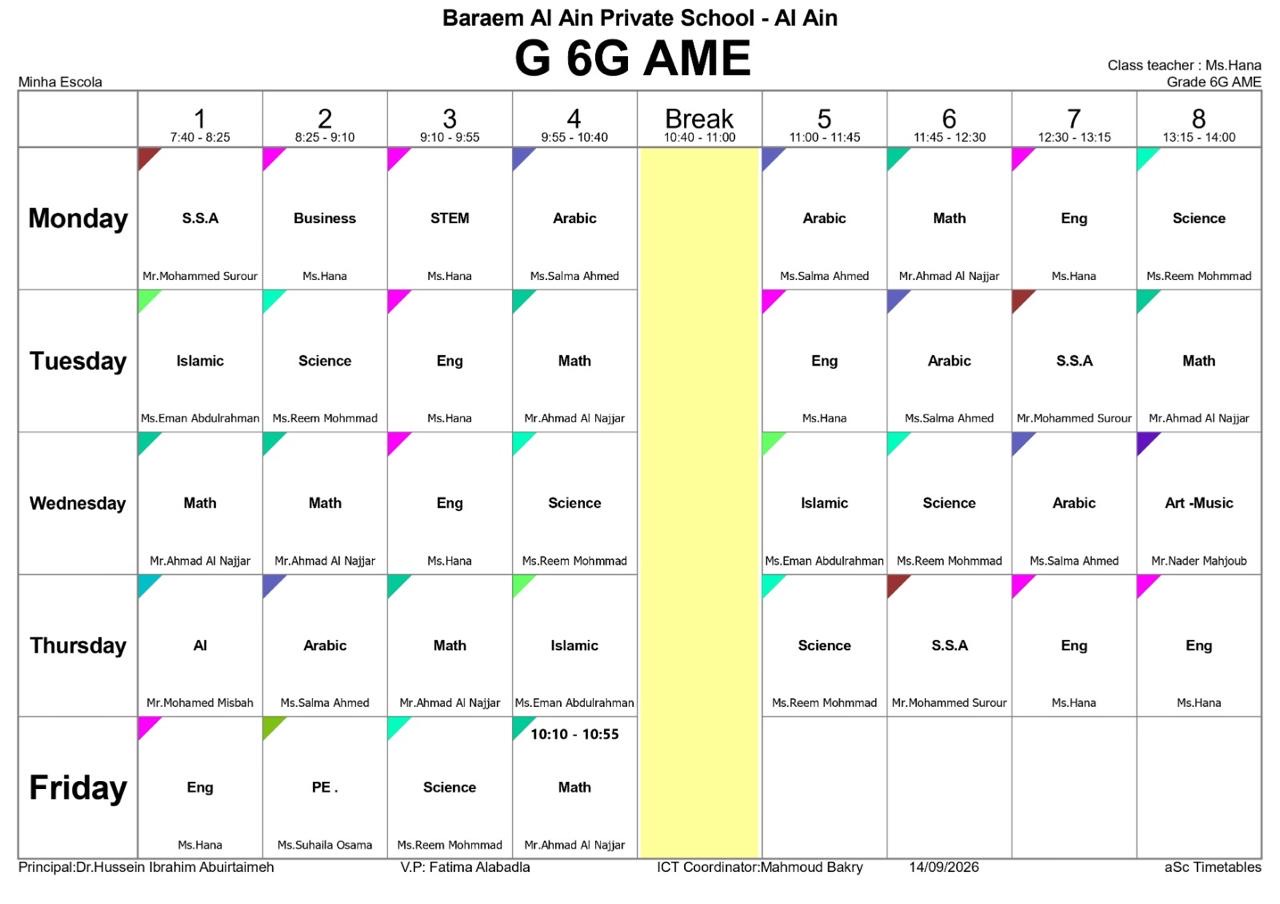 Baraem Al Ain Private School - Al Ain
G 6G AME
Minha Escola
Class teacher : Ms.Hana
Grade 6G AME
1 2 3 4 Break 5 6 7 8
7:40 - 8:25 8:25 - 9:10 9:10 - 9:55 9:55 - 10:40 10:40 - 11:00 11:00 - 11:45 11:45 - 12:30 12:30 - 13:15 13:15 - 14:00
Monday S.S.A Business STEM Arabic Arabic Math Eng Science
Mr.Mohammed Surour Ms.Hana Ms.Hana Ms.Salma Ahmed Ms.Salma Ahmed Mr.Ahmad Al Najjar Ms.Hana Ms.Reem Mohmmad
Tuesday Islamic Science Eng Math Eng Arabic S.S.A Math
Ms.Eman Abdulrahman Ms.Reem Mohmmad Ms.Hana Mr.Ahmad Al Najjar Ms.Hana Ms.Salma Ahmed Mr.Mohammed Surour Mr.Ahmad Al Najjar
Wednesday Math Math Eng Science Islamic Science Arabic Art -Music
Mr.Ahmad Al Najjar Mr.Ahmad Al Najjar Ms.Hana Ms.Reem Mohmmad Ms.Eman Abdulrahman Ms.Reem Mohmmad Ms.Salma Ahmed Mr.Nader Mahjoub
Thursday AI Arabic Math Islamic Science S.S.A Eng Eng
Mr.Mohamed Misbah Ms.Salma Ahmed Mr.Ahmad Al Najjar Ms.Eman Abdulrahman Ms.Reem Mohmmad Mr.Mohammed Surour Ms.Hana Ms.Hana
10:10 - 10:55
Friday Eng PE . Science Math
Ms.Hana Ms.Suhaila Osama Ms.Reem Mohmmad Mr.Ahmad Al Najjar
Principal:Dr.Hussein Ibrahim Abuirtaimeh V.P: Fatima Alabadla ICT Coordinator:Mahmoud Bakry 14/09/2026 aSc Timetables